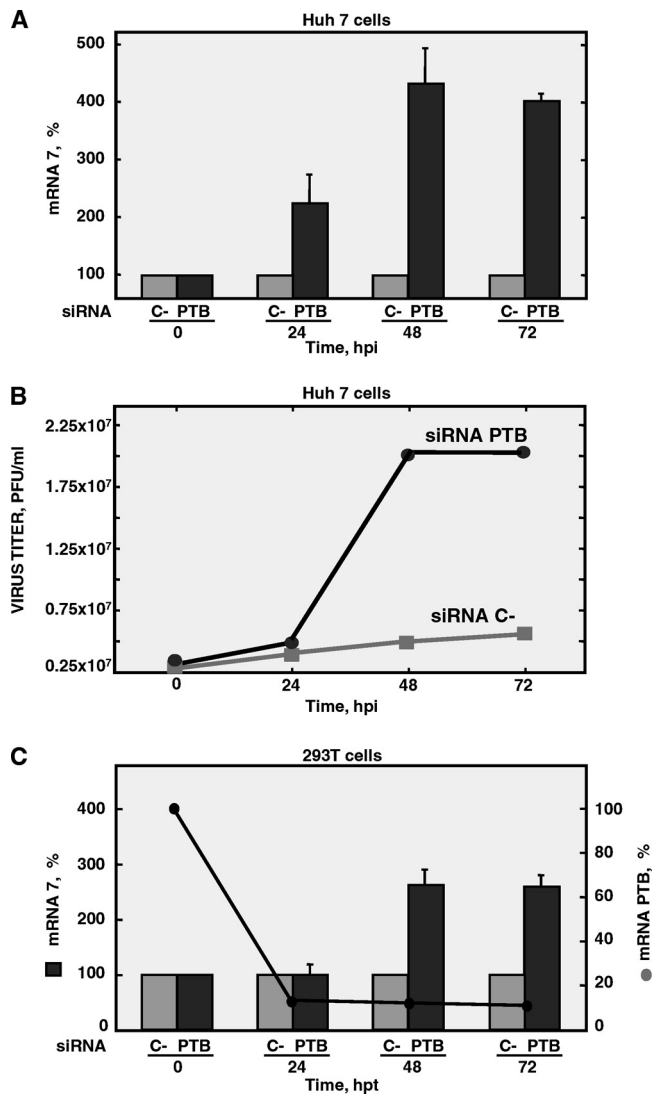 A
Huh 7 cells
mRNA 7, %
500
400
300
200
100
siRNA
C- PTB C- PTB C- PTB C- PTB
0 24 48 72
Time, hpi
B
Huh 7 cells
VIRUS TITER, PFU/ml
2.25x10⁷
1.75x10⁷
1.25x10⁷
0.75x10⁷
0.25x10⁷
siRNA PTB
siRNA C-
0 24 48 72
Time, hpi
C
293T cells
mRNA 7, %
400
300
200
100
0
100
80
60
40
20
0
mRNA PTB, %
siRNA
C- PTB C- PTB C- PTB C- PTB
0 24 48 72
Time, hpt